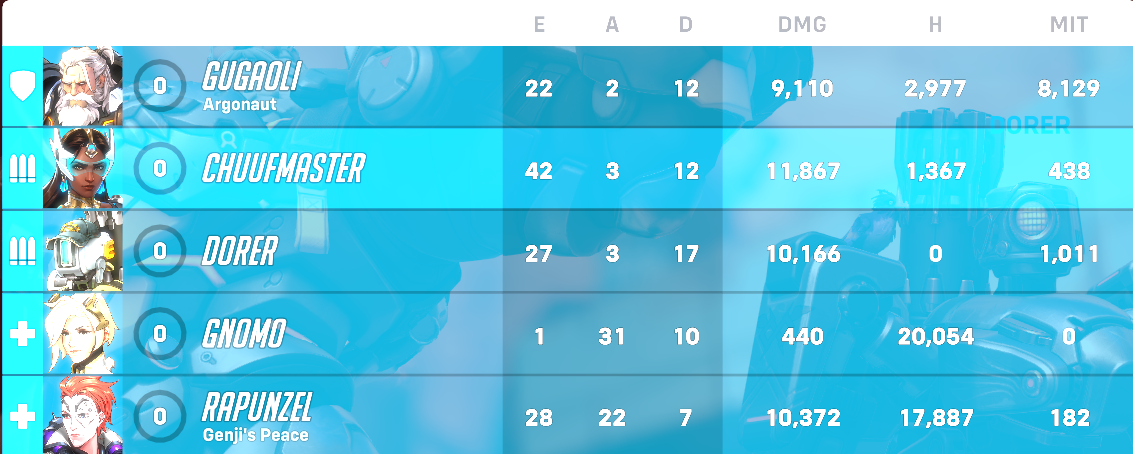 E A D DMG H MIT
0 GUGAOLI 22 2 12 9,110 2,977 8,129
Argonaut
DORER
0 CHUUFMASTER 42 3 12 11,867 1,367 438
0 DORER 27 3 17 10,166 0 1,011
0 GNOMO 1 31 10 440 20,054 0
0 RAPUNZEL 28 22 7 10,372 17,887 182
Genji's Peace